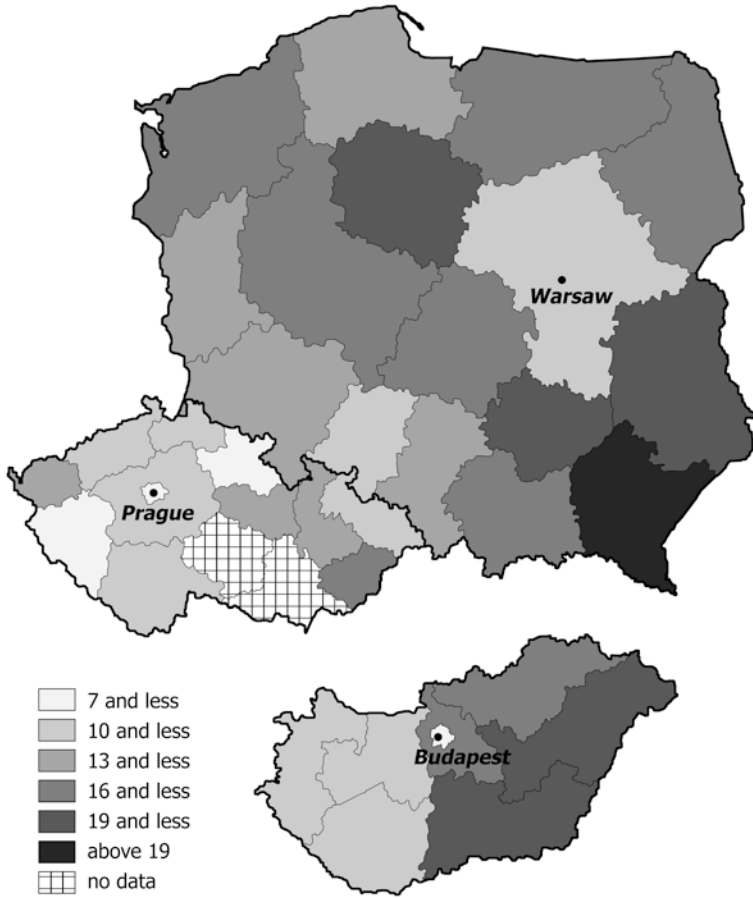 Warsaw
Prague
7 and less
10 and less
13 and less
16 and less
19 and less
above 19
no data
Budapest